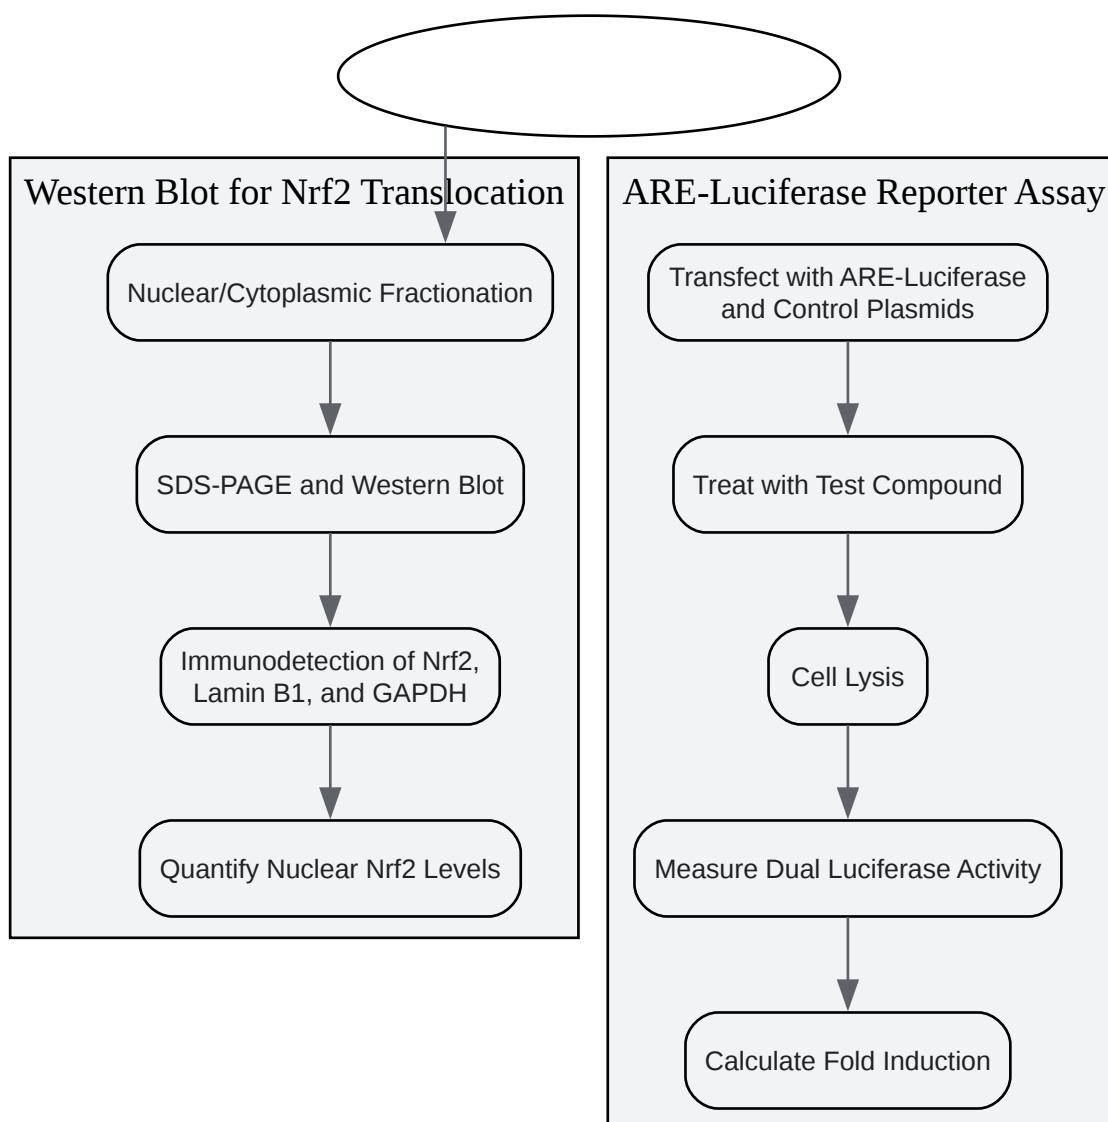 Western Blot for Nrf2 Translocation
Nuclear/Cytoplasmic Fractionation
SDS-PAGE and Western Blot
Immunodetection of Nrf2,
Lamin B1, and GAPDH
Quantify Nuclear Nrf2 Levels
ARE-Luciferase Reporter Assay
Transfect with ARE-Luciferase
and Control Plasmids
Treat with Test Compound
Cell Lysis
Measure Dual Luciferase Activity
Calculate Fold Induction